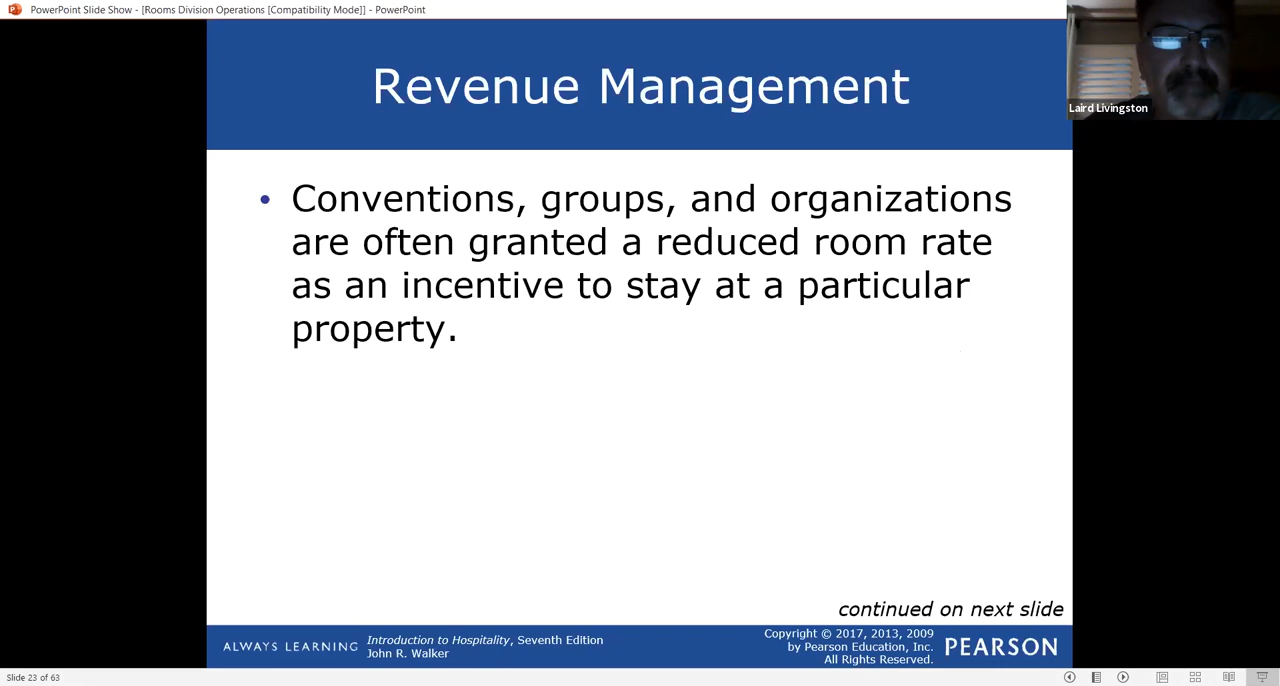 PowerPoint Slide Show - [Rooms Division Operations [Compatibility Mode]] - PowerPoint
Laird Livingston
Revenue Management
• Conventions, groups, and organizations
are often granted a reduced room rate
as an incentive to stay at a particular
property.
continued on next slide
ALWAYS LEARNING
Introduction to Hospitality, Seventh Edition
John R. Walker
Copyright © 2017, 2013, 2009
by Pearson Education, Inc.
All Rights Reserved.
PEARSON
Slide 23 of 63